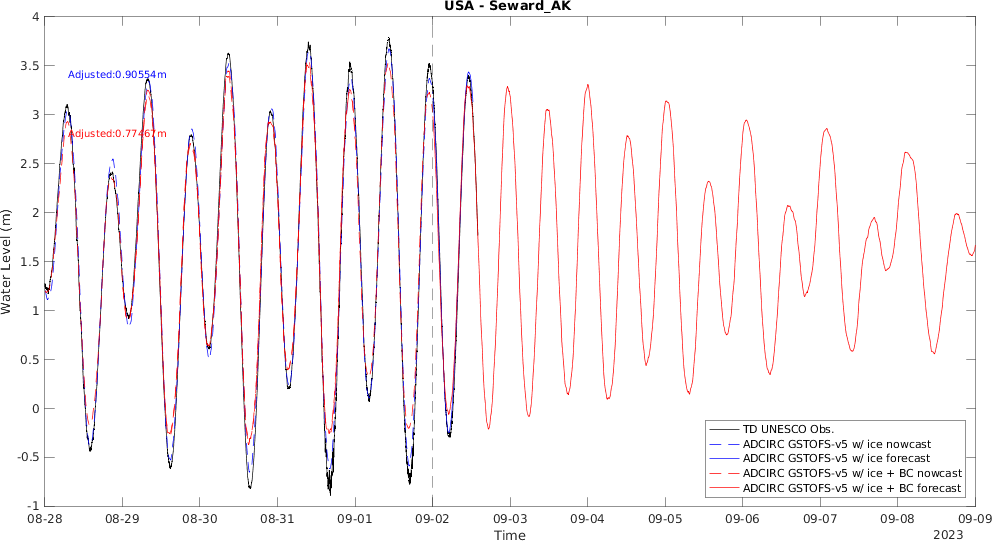 USA - Seward_AK
4
3.5
3
2.5
2
1.5
1
0.5
0
-0.5
-1
Water Level (m)
Adjusted:0.90554m
Adjusted:0.77467m
TD UNESCO Obs.
ADCIRC GSTOFS-v5 w/ ice nowcast
ADCIRC GSTOFS-v5 w/ ice forecast
ADCIRC GSTOFS-v5 w/ ice + BC nowcast
ADCIRC GSTOFS-v5 w/ ice + BC forecast
08-28 08-29 08-30 08-31 09-01 09-02 09-03 09-04 09-05 09-06 09-07 09-08 09-09
Time
2023